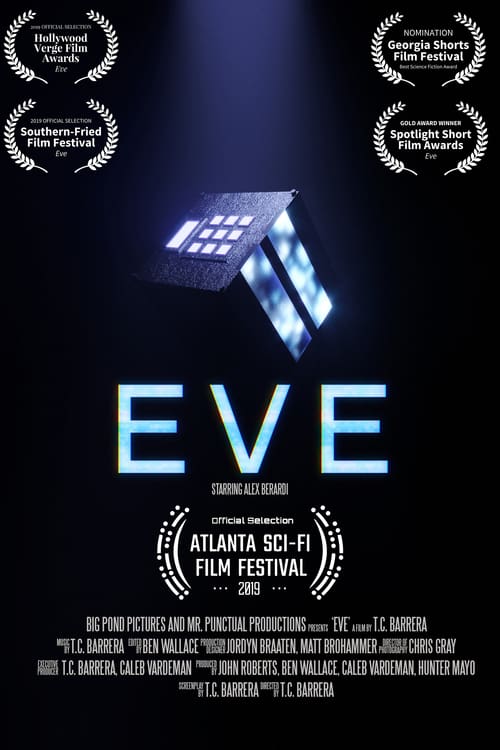 2019 OFFICIAL SELECTION
Hollywood
Verge Film
Awards
Eve
NOMINATION
Georgia Shorts
Film Festival
Best Science Fiction Award
2019 OFFICIAL SELECTION
Southern-Fried
Film Festival
Eve
GOLD AWARD WINNER
Spotlight Short
Film Awards
Eve
EVE
STARRING ALEX BERARDI
Official Selection
ATLANTA SCI-FI
FILM FESTIVAL
··· 2019 ···
BIG POND PICTURES AND MR. PUNCTUAL PRODUCTIONS PRESENTS 'EVE' A FILM BY T.C. BARRERA
MUSIC BY T.C. BARRERA EDITED BY BEN WALLACE PRODUCTION DESIGNER JORDYN BRAATEN, MATT BROHAMMER DIRECTOR OF PHOTOGRAPHY CHRIS GRAY
EXECUTIVE PRODUCER T.C. BARRERA, CALEB VARDEMAN PRODUCED BY JOHN ROBERTS, BEN WALLACE, CALEB VARDEMAN, HUNTER MAYO
SCREENPLAY BY T.C. BARRERA DIRECTED BY T.C. BARRERA